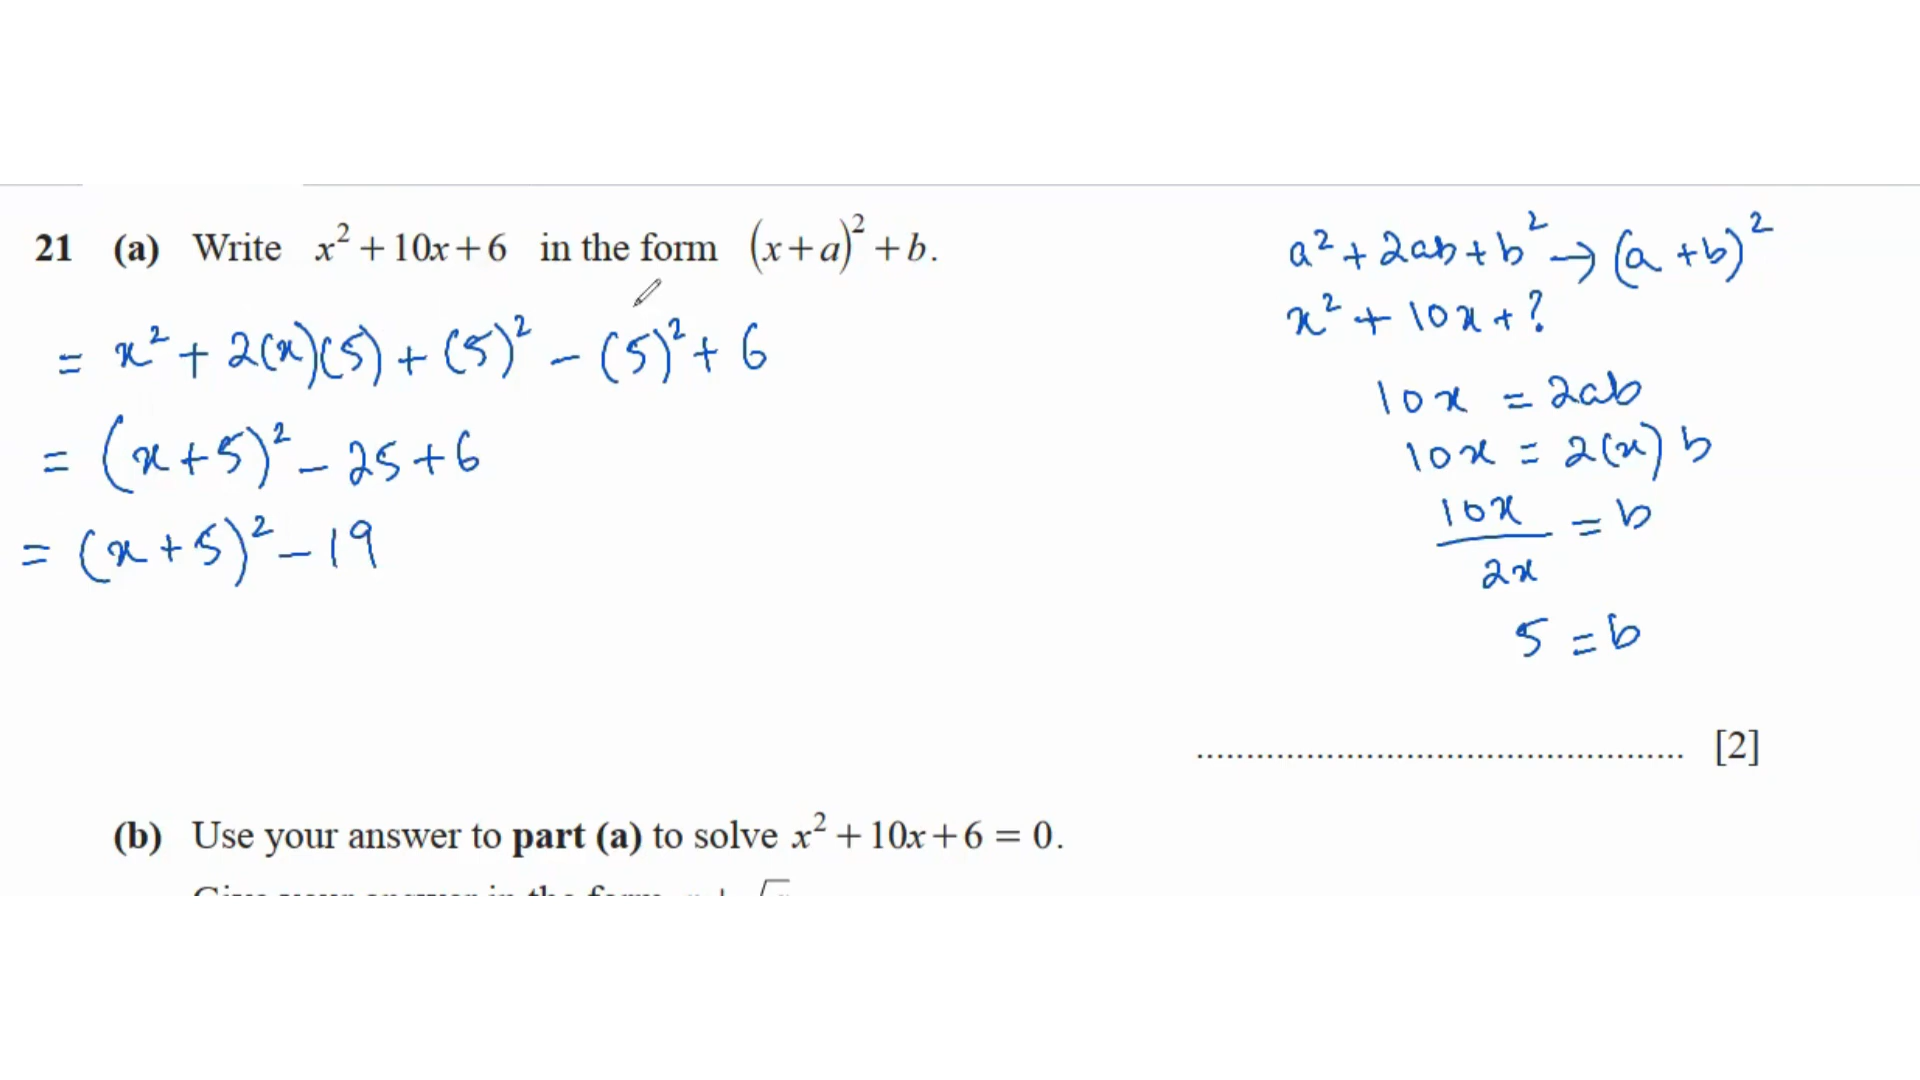 21 (a) Write x² + 10x + 6 in the form (x + a)² + b.
= x² + 2(x)(5) + (5)² − (5)² + 6
= (x + 5)² − 25 + 6
= (x + 5)² − 19
a² + 2ab + b² → (a + b)²
x² + 10x + ?
10x = 2ab
10x = 2(x) b
10x/2x = b
5 = b
................................................ [2]
(b) Use your answer to part (a) to solve x² + 10x + 6 = 0.